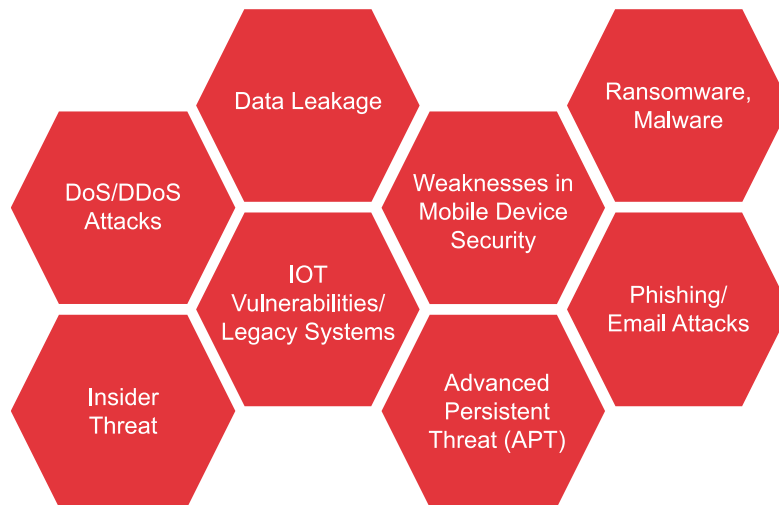 Data Leakage
Ransomware,
Malware
DoS/DDoS
Attacks
Weaknesses in
Mobile Device
Security
IOT
Vulnerabilities/
Legacy Systems
Phishing/
Email Attacks
Insider
Threat
Advanced
Persistent
Threat (APT)